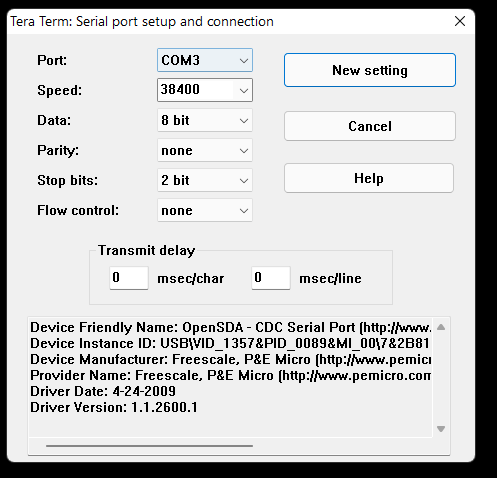 Tera Term: Serial port setup and connection
Port: COM3 New setting
Speed: 38400
Data: 8 bit Cancel
Parity: none
Stop bits: 2 bit Help
Flow control: none
Transmit delay
0 msec/char 0 msec/line
Device Friendly Name: OpenSDA - CDC Serial Port (http://www.
Device Instance ID: USB\VID_1357&PID_0089&MI_00\7&2B81
Device Manufacturer: Freescale, P&E Micro (http://www.pemicr
Provider Name: Freescale, P&E Micro (http://www.pemicro.com
Driver Date: 4-24-2009
Driver Version: 1.1.2600.1